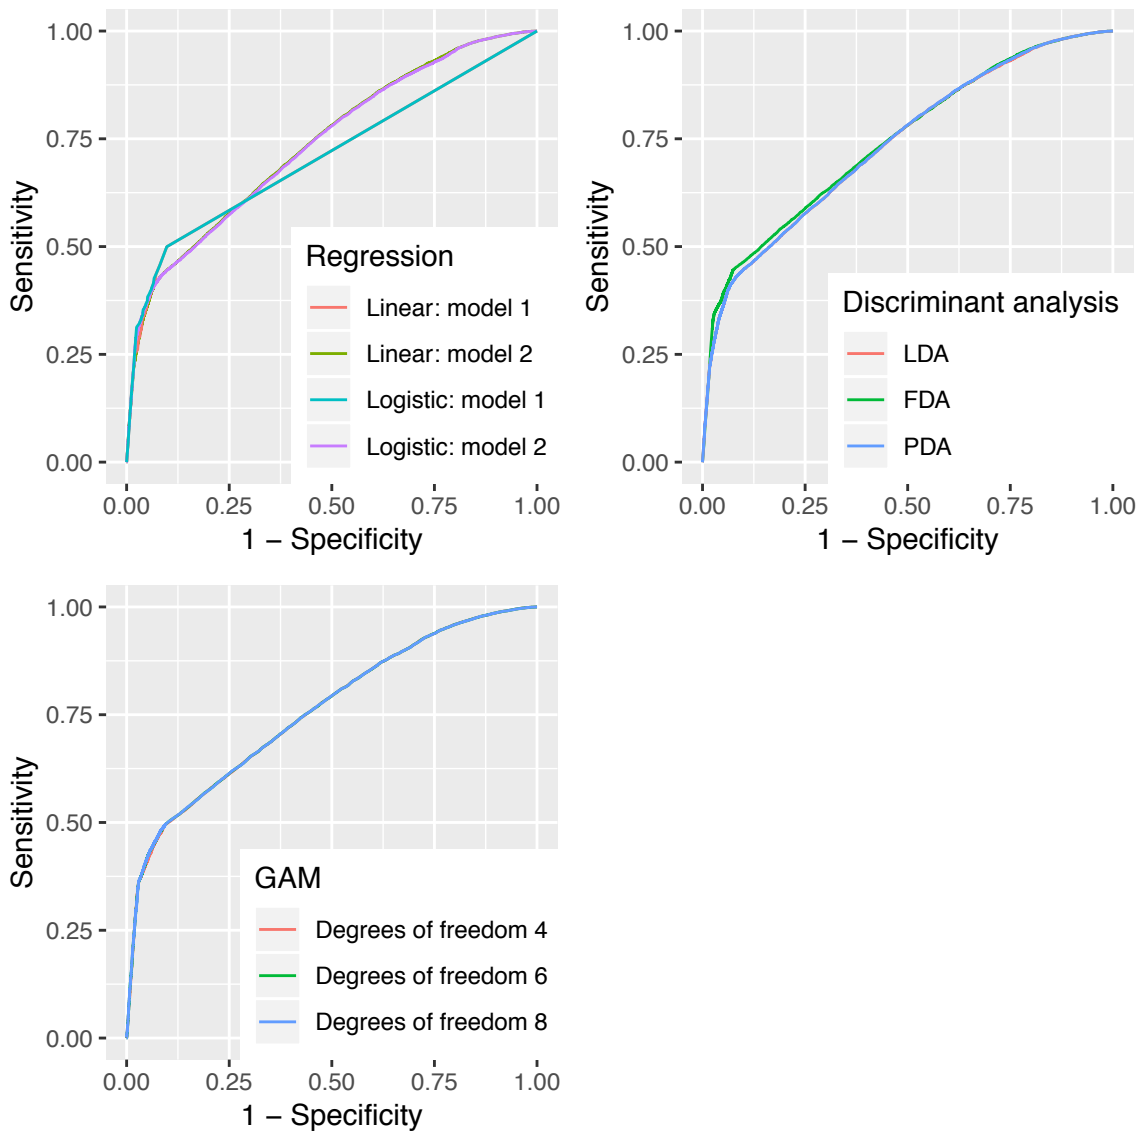 1.00
0.75
0.50
0.25
0.00
Sensitivity
0.00 0.25 0.50 0.75 1.00
1 − Specificity
Regression
Linear: model 1
Linear: model 2
Logistic: model 1
Logistic: model 2
1.00
0.75
0.50
0.25
0.00
Sensitivity
0.00 0.25 0.50 0.75 1.00
1 − Specificity
Discriminant analysis
LDA
FDA
PDA
1.00
0.75
0.50
0.25
0.00
Sensitivity
0.00 0.25 0.50 0.75 1.00
1 − Specificity
GAM
Degrees of freedom 4
Degrees of freedom 6
Degrees of freedom 8